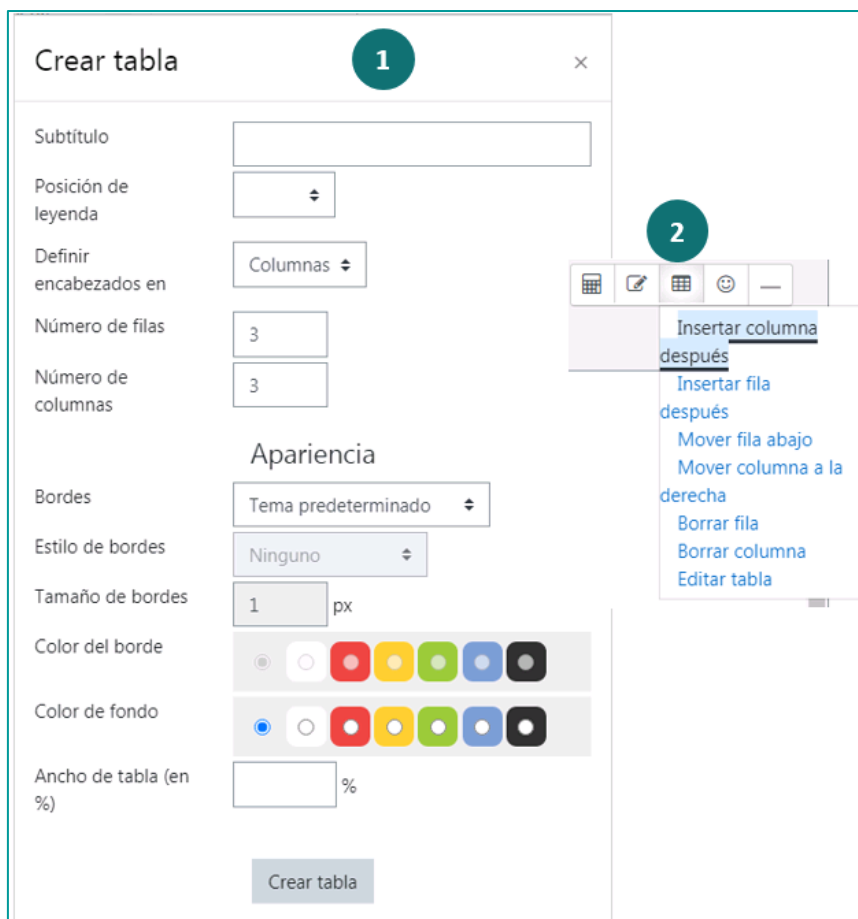 Crear tabla
1
×
Subtítulo
Posición de
leyenda
Definir
encabezados en
Columnas
Número de filas
3
Número de
columnas
3
Apariencia
Bordes
Tema predeterminado
Estilo de bordes
Ninguno
Tamaño de bordes
1 px
Color del borde
Color de fondo
Ancho de tabla (en
%)
%
Crear tabla
2
Insertar columna
después
Insertar fila
después
Mover fila abajo
Mover columna a la
derecha
Borrar fila
Borrar columna
Editar tabla